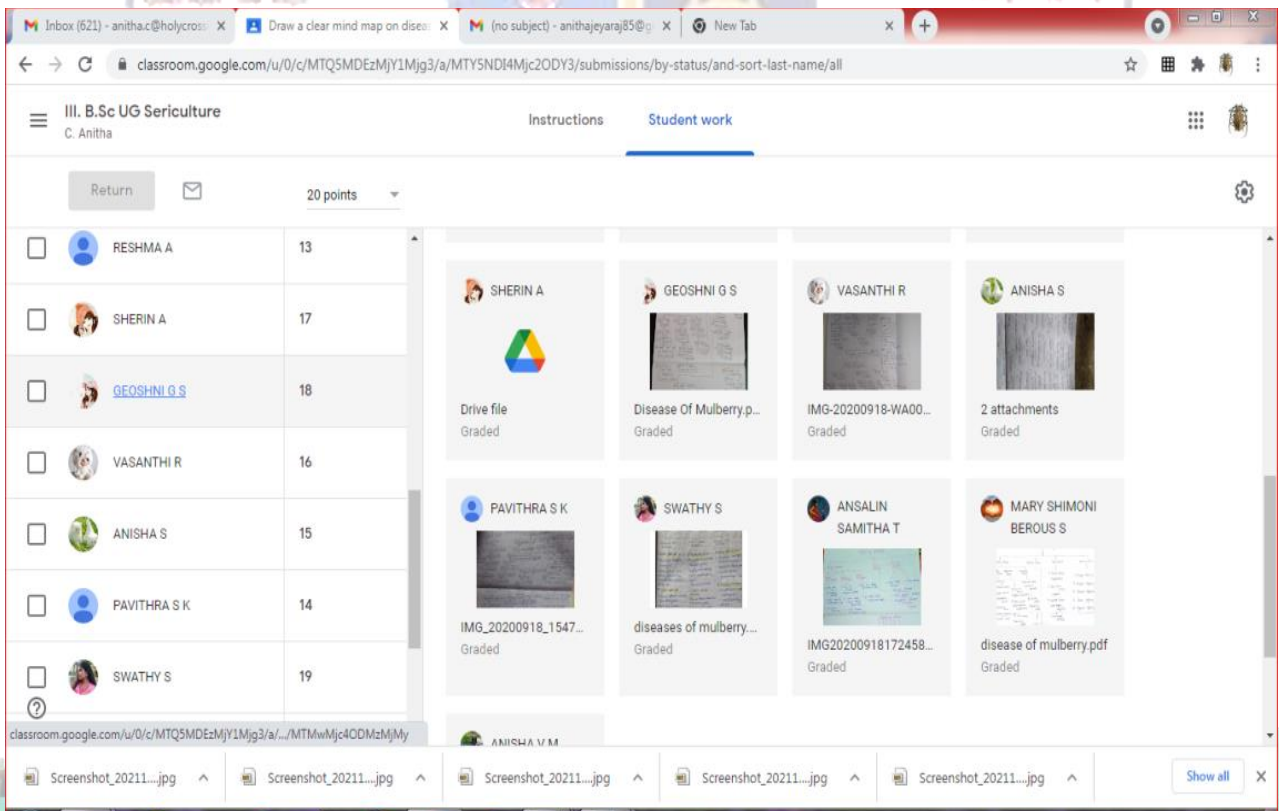 Inbox (621) - anitha.c@holycross
Draw a clear mind map on disea
(no subject) - anithajeyaraj85@g
New Tab
classroom.google.com/u/0/c/MTQ5MDEzMjY1Mjg3/a/MTY5NDI4Mjc2ODY3/submissions/by-status/and-sort-last-name/all
III. B.Sc UG Sericulture
C. Anitha
Instructions Student work
Return
20 points
RESHMA A 13
SHERIN A 17
GEOSHNI G S 18
VASANTHI R 16
ANISHA S 15
PAVITHRA S K 14
SWATHY S 19
SHERIN A
Drive file
Graded
GEOSHNI G S
Disease Of Mulberry.p...
Graded
VASANTHI R
IMG-20200918-WA00...
Graded
ANISHA S
2 attachments
Graded
PAVITHRA S K
IMG_20200918_1547...
Graded
SWATHY S
diseases of mulberry....
Graded
ANSALIN
SAMITHA T
IMG20200918172458...
Graded
MARY SHIMONI
BEROUS S
disease of mulberry.pdf
Graded
ANISHA V M
classroom.google.com/u/0/c/MTQ5MDEzMjY1Mjg3/a/.../MTMwMjc4ODMzMjMy
Screenshot_20211....jpg
Screenshot_20211....jpg
Screenshot_20211....jpg
Screenshot_20211....jpg
Screenshot_20211....jpg
Show all